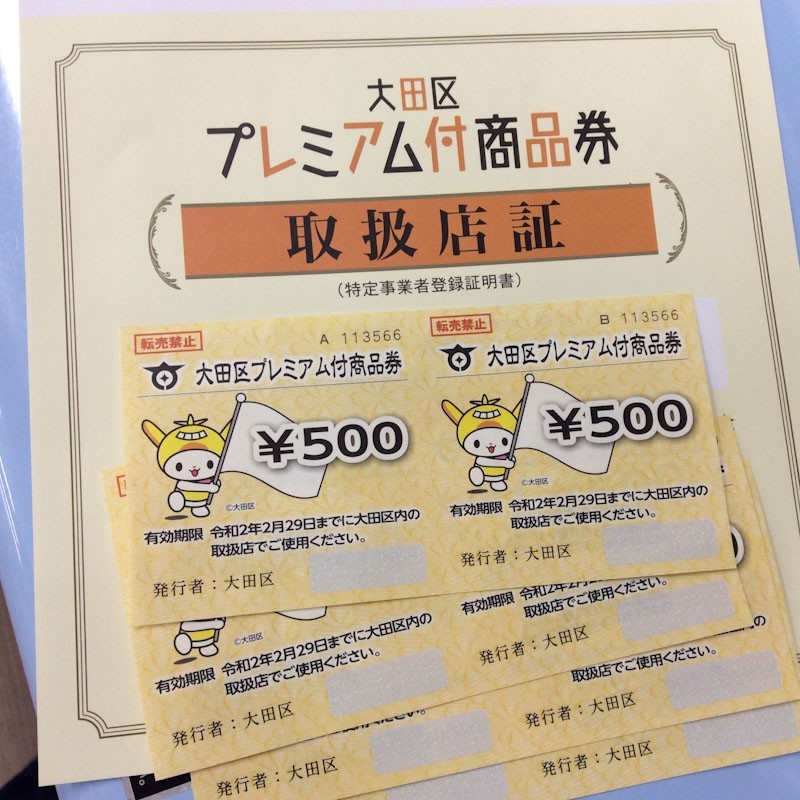 大田区
プレミアム付商品券
取扱店証
(特定事業者登録証明書)
転売禁止
A 113566
大田区プレミアム付商品券
¥500
©大田区
有効期限 令和2年2月29日までに大田区内の
取扱店でご使用ください。
発行者：大田区
転売禁止
B 113566
大田区プレミアム付商品券
¥500
©大田区
有効期限 令和2年2月29日までに大田区内の
取扱店でご使用ください。
発行者：大田区
©大田区
有効期限 令和2年2月29日までに大田区内の
取扱店でご使用ください。
発行者：大田区
有効期限 令和2年2月
取扱店でご使用ください。
発行者：大田区
の
取扱店でご使用ください。
発行者：大田区
ください。
発行者：大田区
発行者：大田区